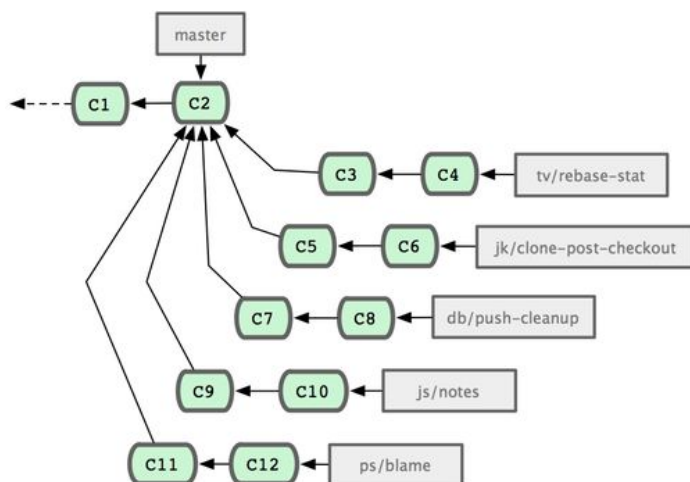 master
C1 C2
C3 C4 tv/rebase-stat
C5 C6 jk/clone-post-checkout
C7 C8 db/push-cleanup
C9 C10 js/notes
C11 C12 ps/blame